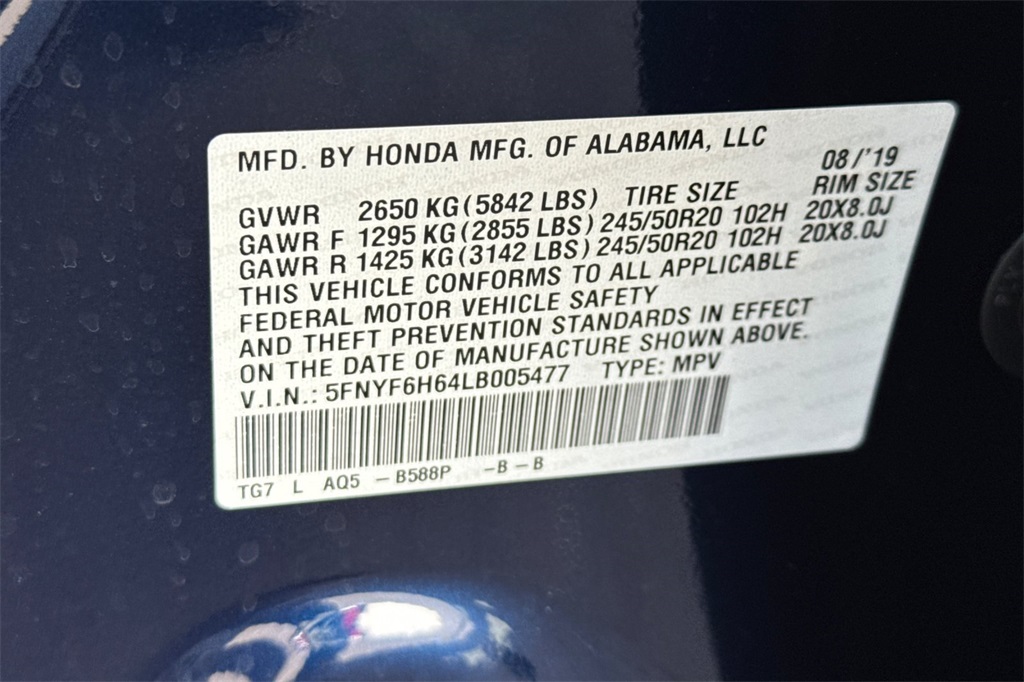 MFD. BY HONDA MFG. OF ALABAMA, LLC
08/'19
GVWR 2650 KG (5842 LBS) TIRE SIZE RIM SIZE
GAWR F 1295 KG (2855 LBS) 245/50R20 102H 20X8.0J
GAWR R 1425 KG (3142 LBS) 245/50R20 102H 20X8.0J
THIS VEHICLE CONFORMS TO ALL APPLICABLE
FEDERAL MOTOR VEHICLE SAFETY
AND THEFT PREVENTION STANDARDS IN EFFECT
ON THE DATE OF MANUFACTURE SHOWN ABOVE.
V.I.N.: 5FNYF6H64LB005477 TYPE: MPV
TG7 L AQ5 – B588P –B – B